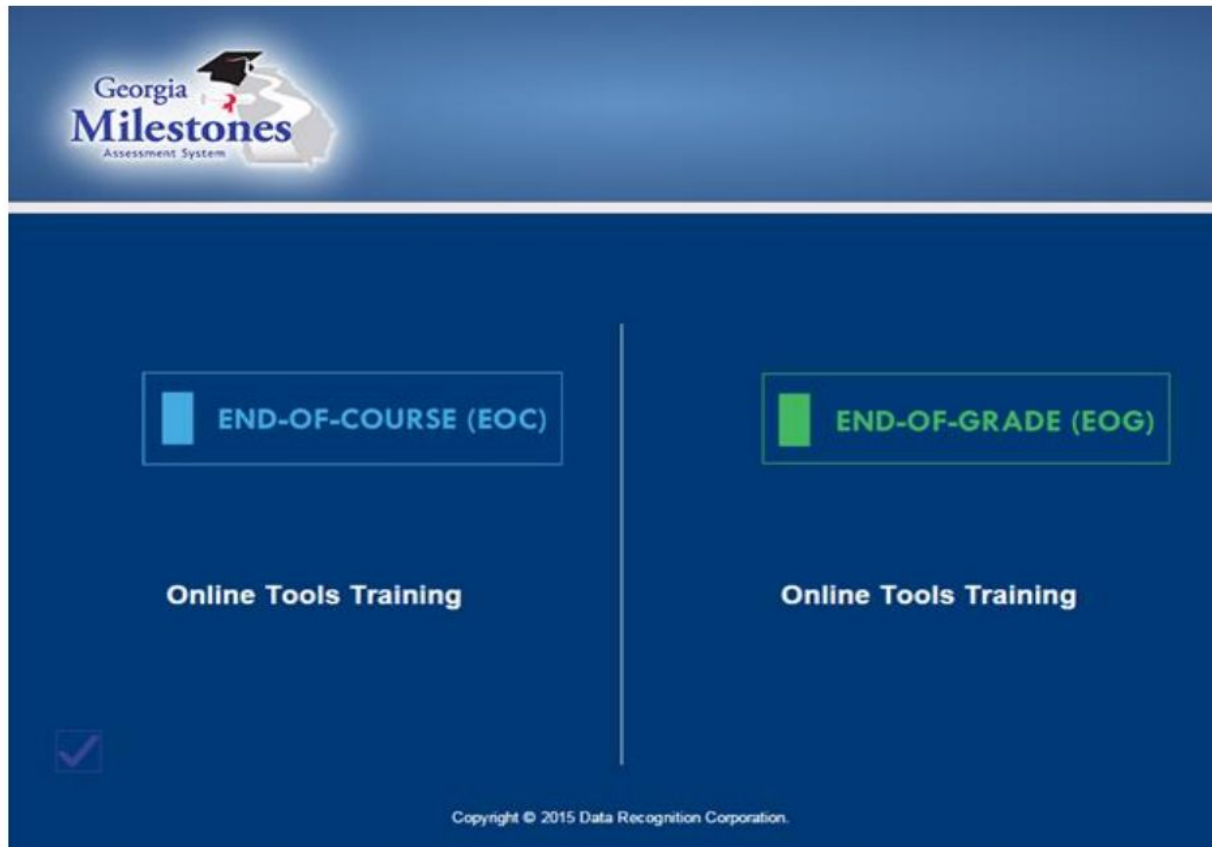 Georgia
Milestones
Assessment System
END-OF-COURSE (EOC)
Online Tools Training
END-OF-GRADE (EOG)
Online Tools Training
Copyright © 2015 Data Recognition Corporation.